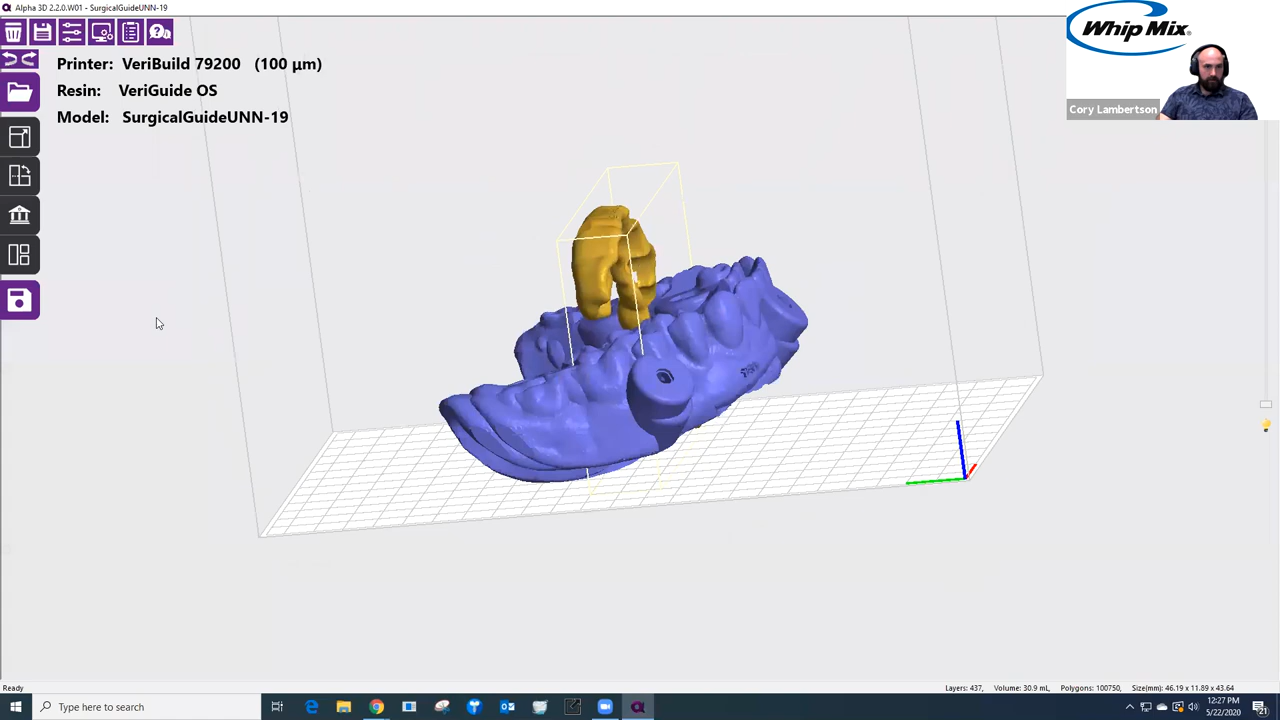 Alpha 3D 2.2.0.W01 - SurgicalGuideUNN-19
Whip Mix®
Printer: VeriBuild 79200 (100 µm)
Resin: VeriGuide OS
Model: SurgicalGuideUNN-19
Cory Lambertson
Ready
Layers: 437, Volume: 30.9 mL, Polygons: 100750, Size(mm): 46.19 x 11.89 x 43.64
Type here to search
12:27 PM
5/22/2020
21